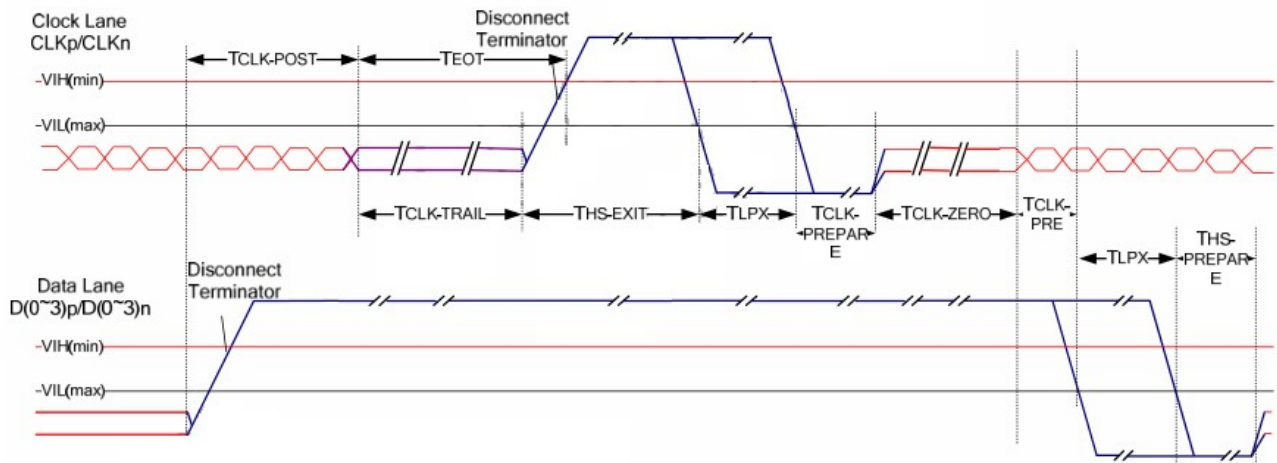 Clock Lane
CLKp/CLKn
Disconnect
Terminator
TCLK-POST
TEOT
VIH(min)
VIL(max)
TCLK-TRAIL
THS-EXIT
TLPX
TCLK-
PREPAR
E
TCLK-ZERO
TCLK-
PRE
TLPX
THS-
PREPAR
E
Disconnect
Terminator
Data Lane
D(0~3)p/D(0~3)n
VIH(min)
VIL(max)